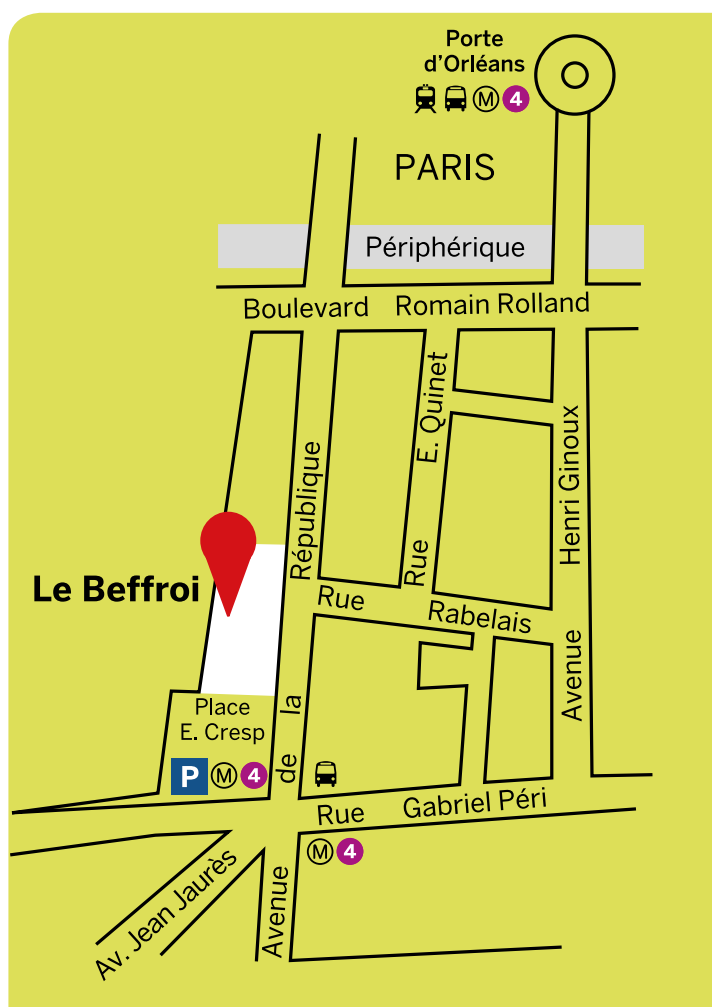 Porte
d’Orléans
M 4
PARIS
Périphérique
Boulevard Romain Rolland
Rue E. Quinet
Avenue Henri Ginoux
Avenue de la République
Le Beffroi
Rue Rabelais
Place
E. Cresp
P M 4
Rue Gabriel Péri
M 4
Av. Jean Jaurès